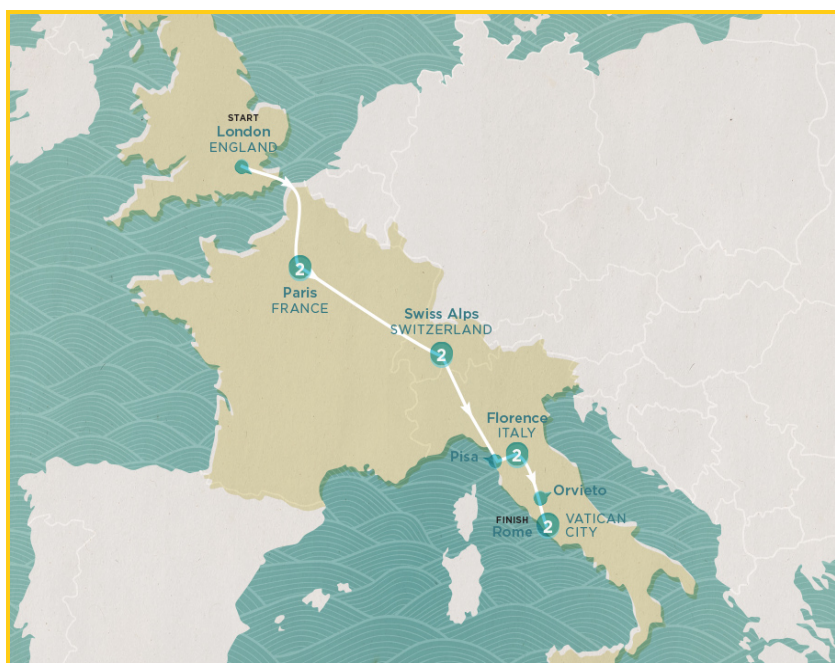 START
London
ENGLAND
2
Paris
FRANCE
Swiss Alps
SWITZERLAND
2
Florence
ITALY
Pisa
2
Orvieto
FINISH
Rome
2
VATICAN
CITY